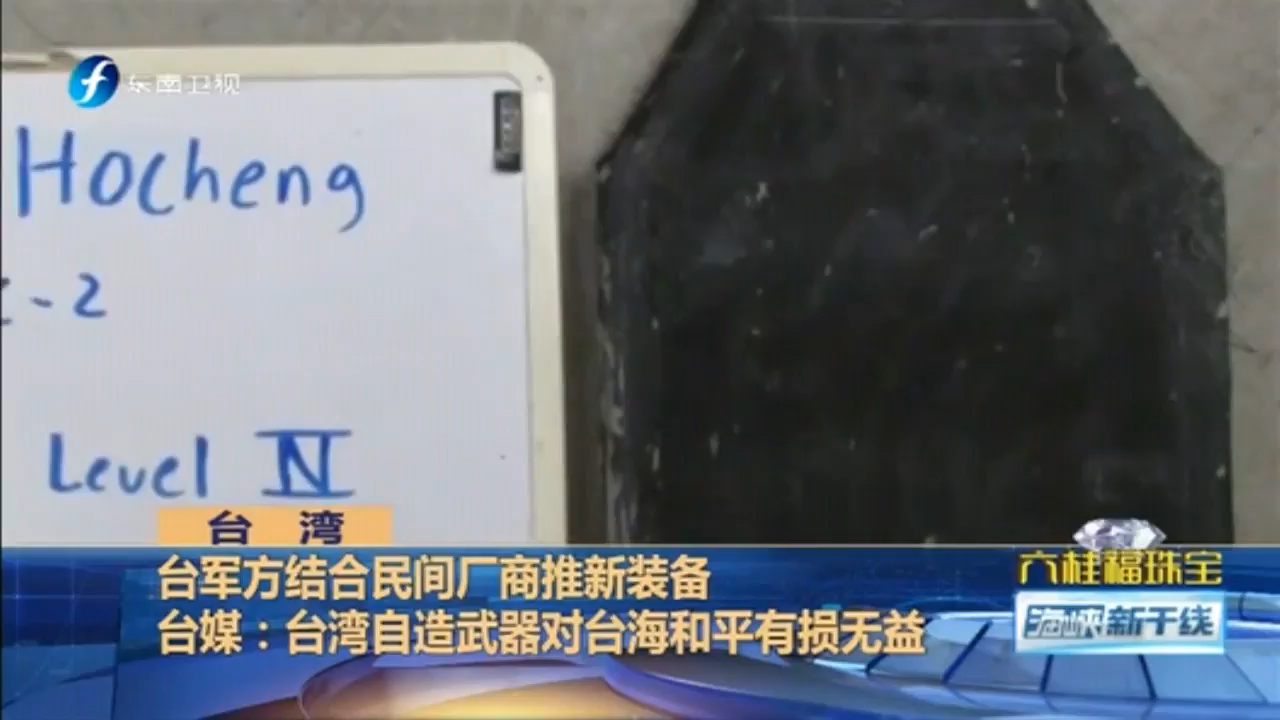 东南卫视
Hocheng
-2
Level IV
台湾
台军方结合民间厂商推新装备
台媒：台湾自造武器对台海和平有损无益
六桂福珠宝
海峡新干线